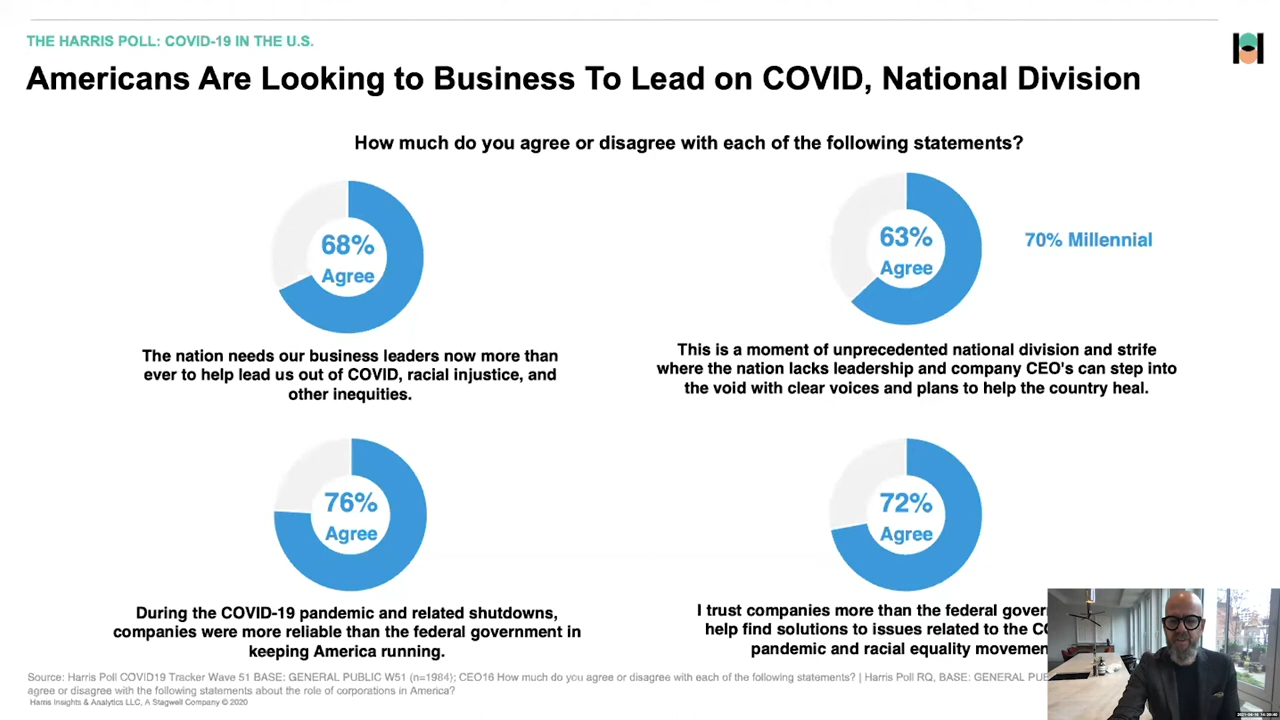 THE HARRIS POLL: COVID-19 IN THE U.S.
Americans Are Looking to Business To Lead on COVID, National Division
How much do you agree or disagree with each of the following statements?
68%
Agree
The nation needs our business leaders now more than
ever to help lead us out of COVID, racial injustice, and
other inequities.
63%
Agree
70% Millennial
This is a moment of unprecedented national division and strife
where the nation lacks leadership and company CEO's can step into
the void with clear voices and plans to help the country heal.
76%
Agree
During the COVID-19 pandemic and related shutdowns,
companies were more reliable than the federal government in
keeping America running.
72%
Agree
I trust companies more than the federal
help find solutions to issues related to the
pandemic and racial equality
Source: Harris Poll COVID19 Tracker Wave 51 BASE: GENERAL PUBLIC W51 (n=1984); CEO16 How much do you agree or disagree with each of the following statements? | Harris Poll RQ, BASE: GENERAL
agree or disagree with the following statements about the role of corporations in America?
Harris Insights & Analytics LLC, A Stagwell Company © 2020